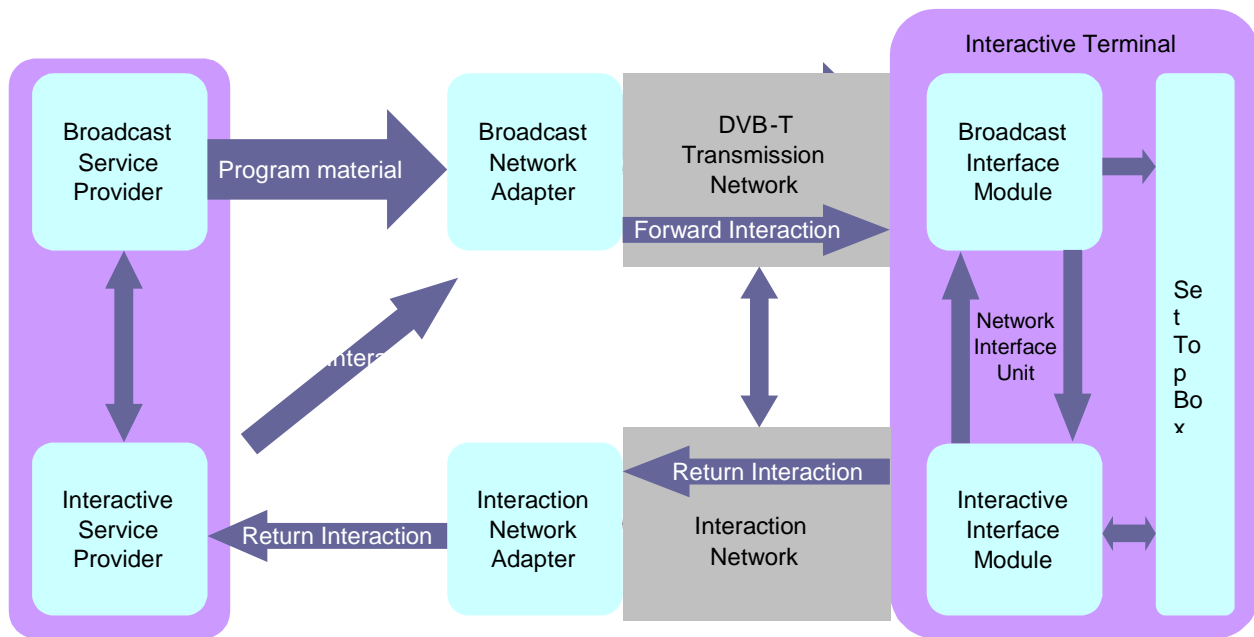 Interactive Terminal
Broadcast
Service
Provider
Program material
Broadcast
Network
Adapter
DVB-T
Transmission
Network
Forward Interaction
Broadcast
Interface
Module
Network
Interface
Unit
Se
t
To
p
Bo
x
Interactive
Service
Provider
Return Interaction
Interaction
Network
Adapter
Return Interaction
Interaction
Network
Interactive
Interface
Module